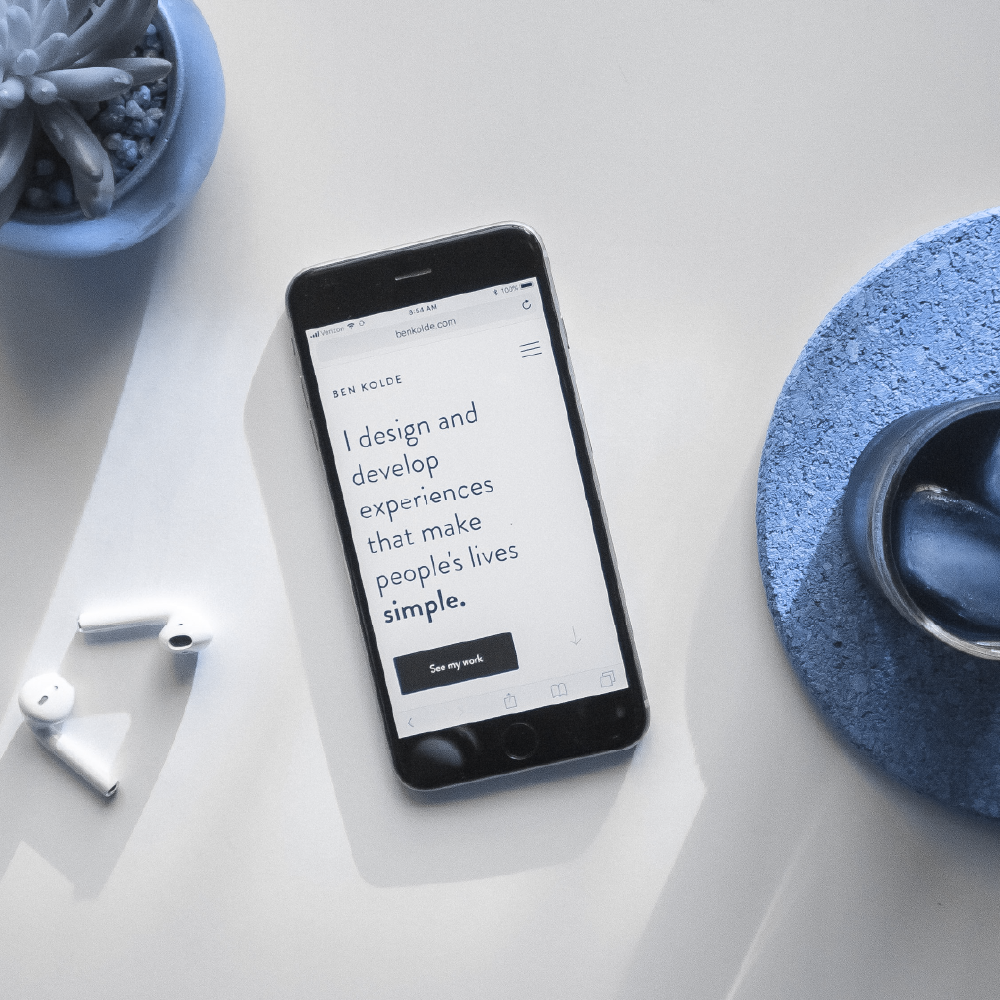 Verizon 8:54 AM 100%
benkolde.com
BEN KOLDE
I design and
develop
experiences
that make
people's lives
simple.
See my work